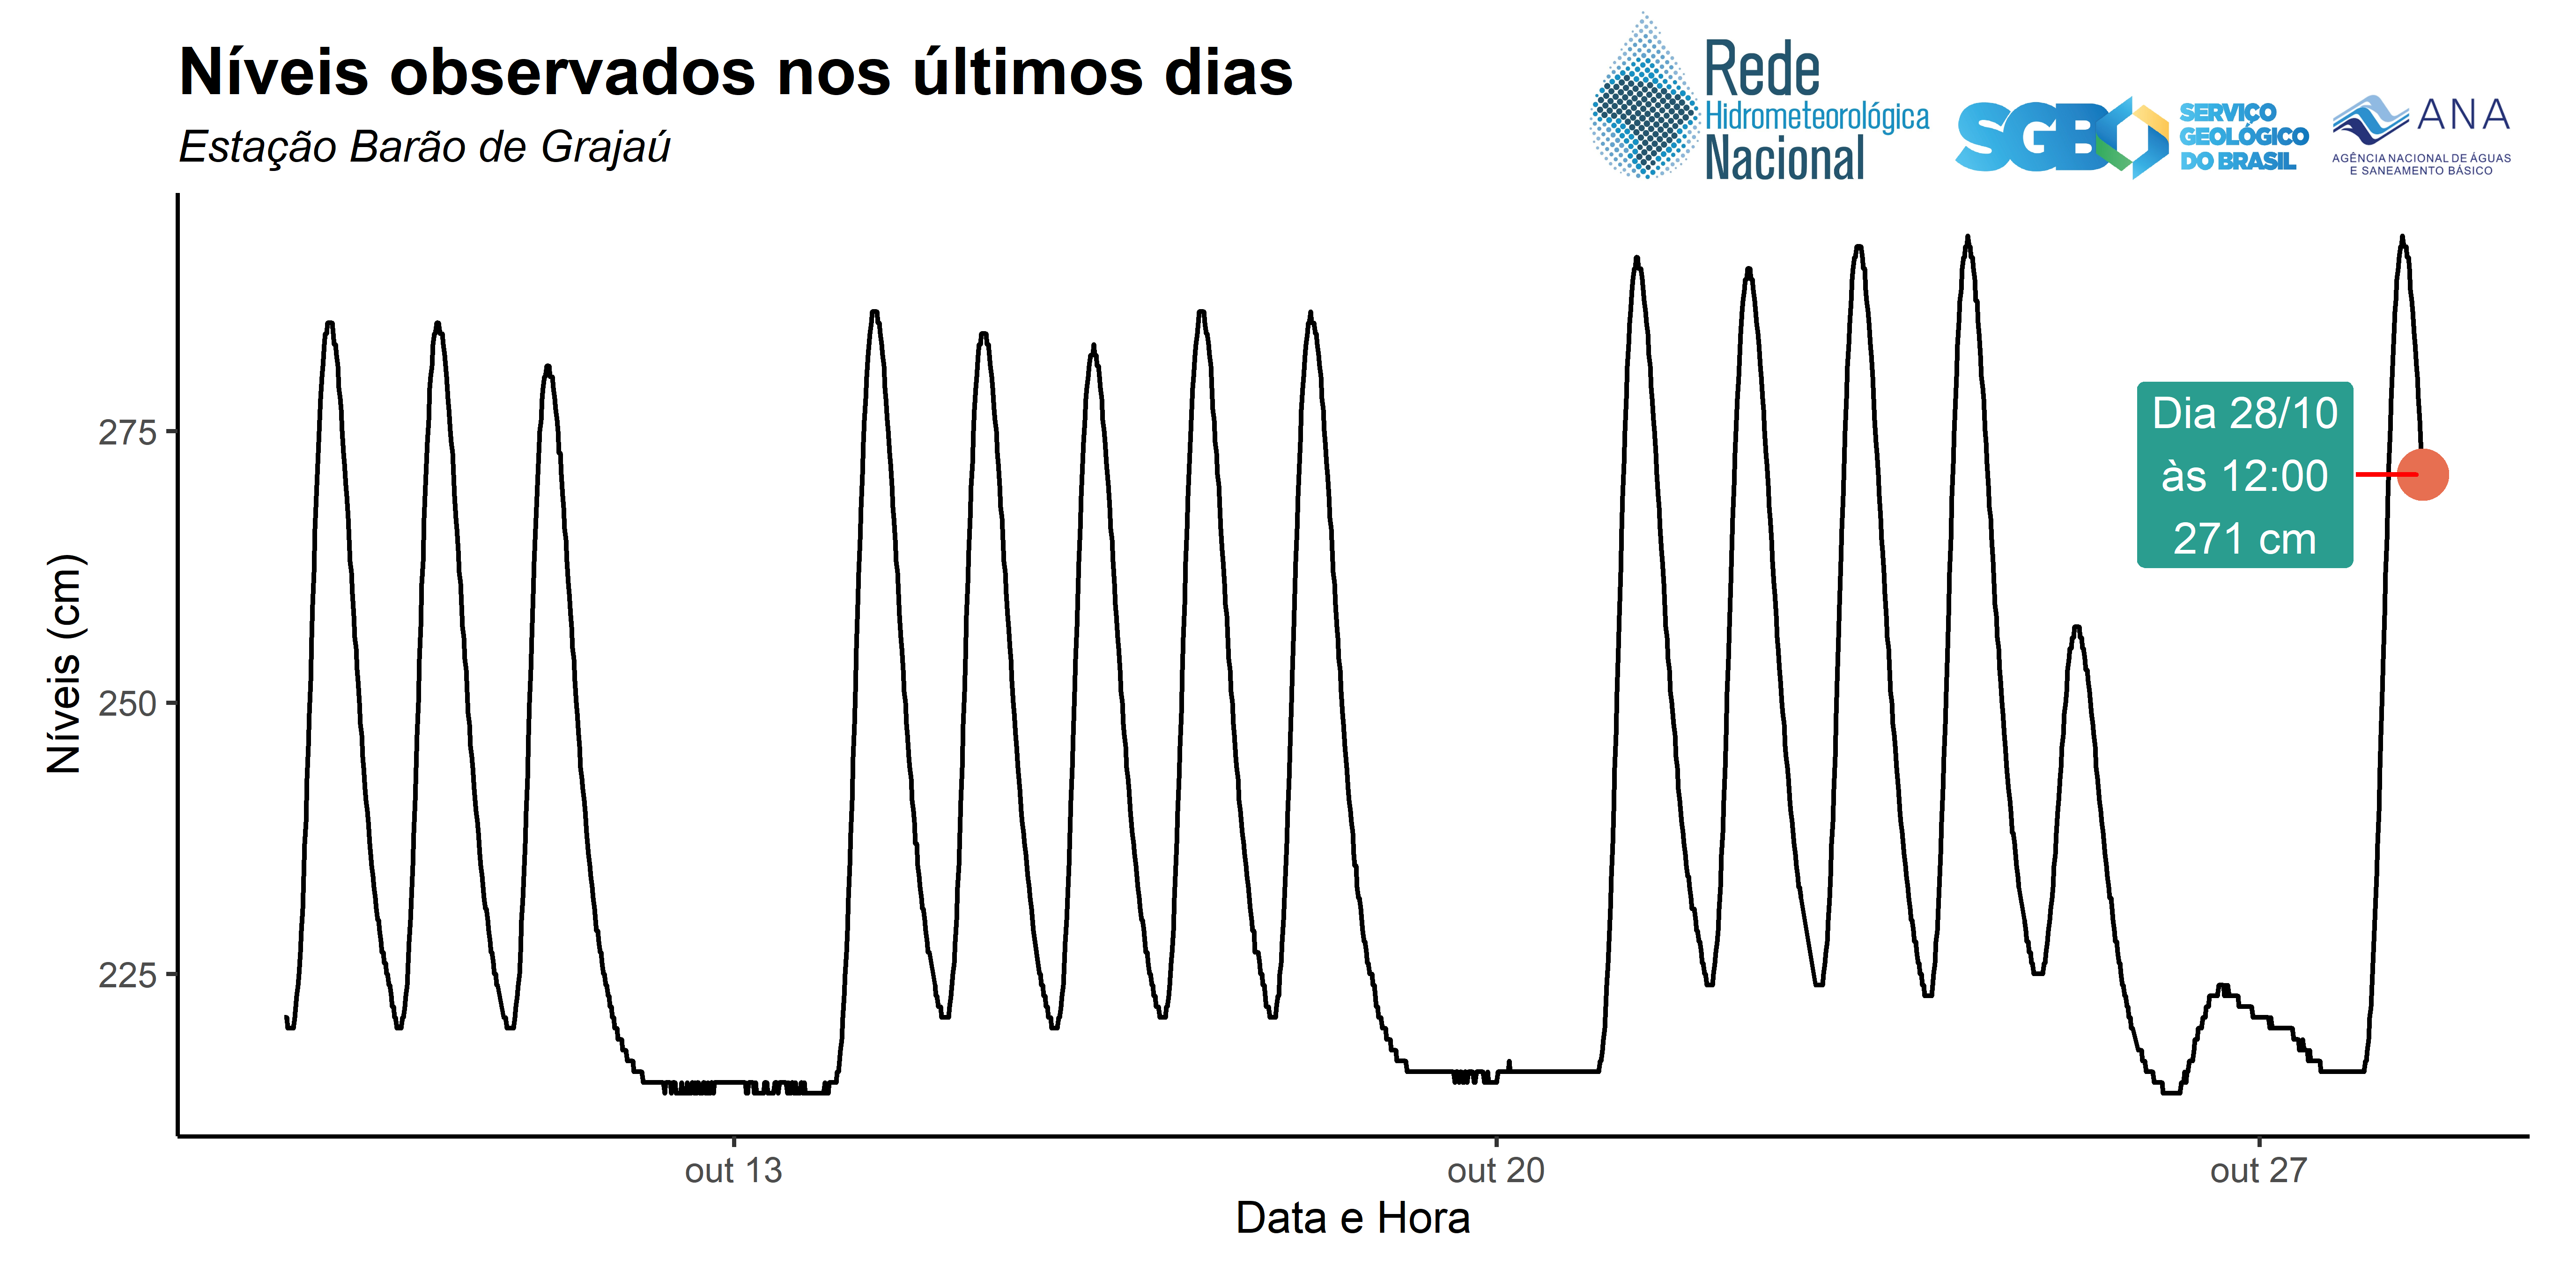 Níveis observados nos últimos dias
Estação Barão de Grajaú
Rede
Hidrometeorológica
Nacional
SGB
SERVIÇO
GEOLÓGICO
DO BRASIL
ANA
AGÊNCIA NACIONAL DE ÁGUAS
E SANEAMENTO BÁSICO
Níveis (cm)
275
250
225
Dia 28/10
às 12:00
271 cm
out 13
out 20
out 27
Data e Hora